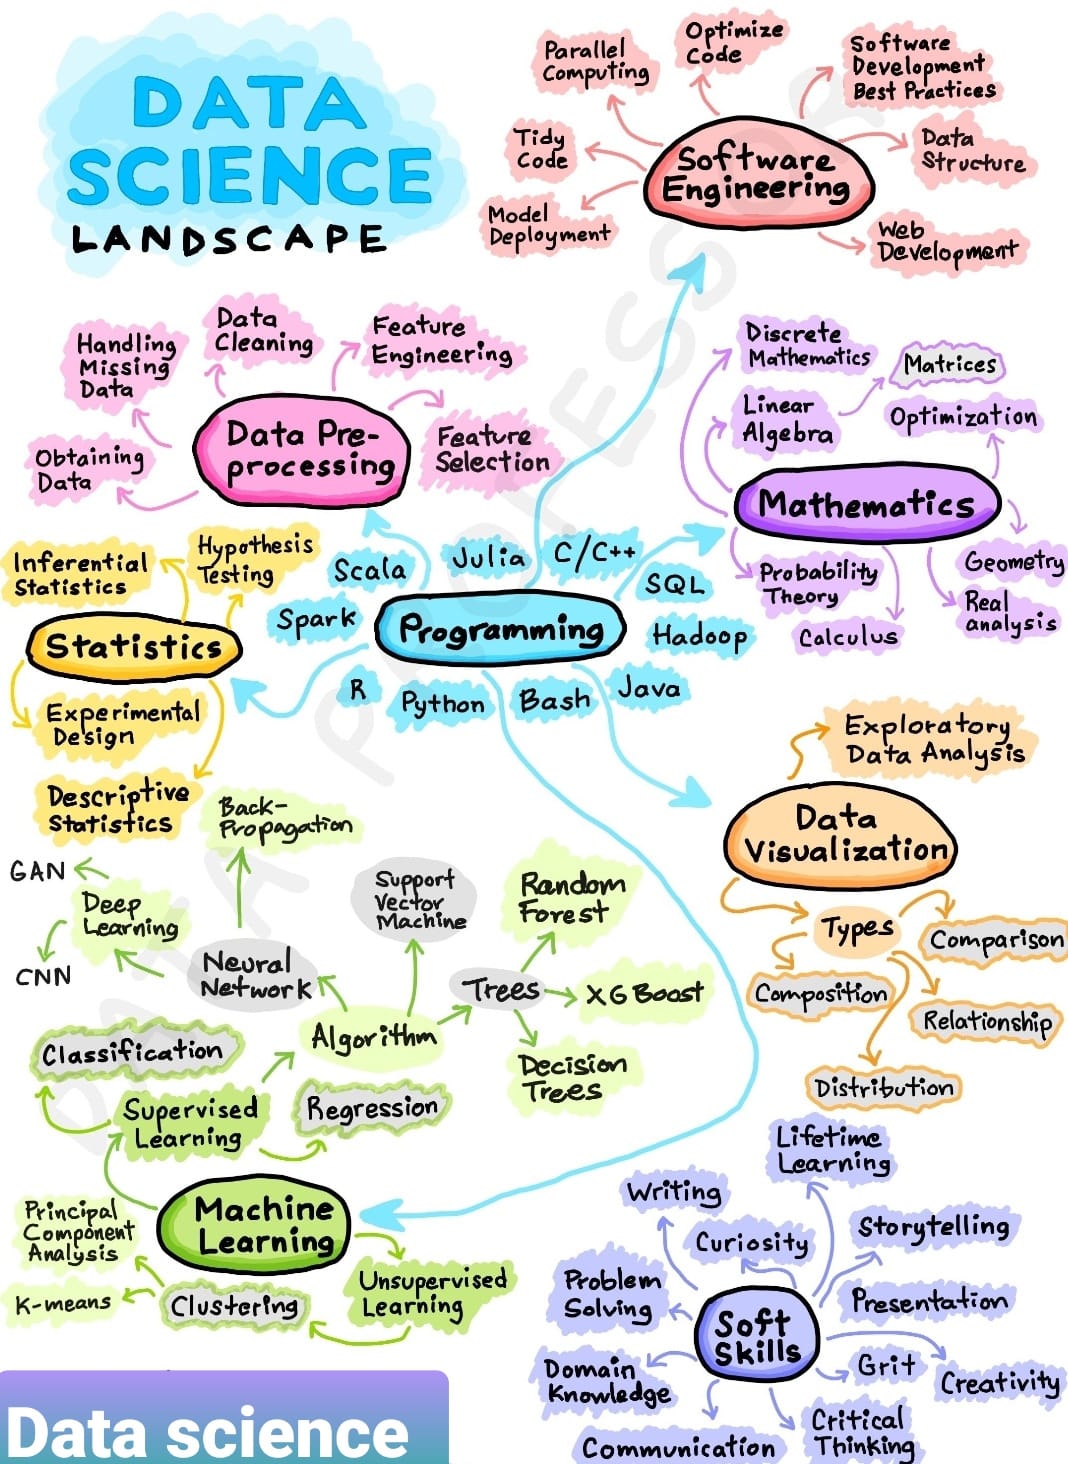 DATA
SCIENCE
LANDSCAPE
Parallel
Computing
Optimize
Code
Software
Development
Best Practices
Tidy
Code
Data
Structure
Software
Engineering
Model
Deployment
Web
Development
Handling
Missing
Data
Data
Cleaning
Feature
Engineering
Obtaining
Data
Data Pre-
processing
Feature
Selection
Discrete
Mathematics
Matrices
Linear
Algebra
Optimization
Mathematics
Probability
Theory
Calculus
Geometry
Real
analysis
Inferential
Statistics
Hypothesis
Testing
Statistics
Experimental
Design
Descriptive
Statistics
Scala
Julia
C/C++
SQL
Spark
Programming
Hadoop
R
Python
Bash
Java
Exploratory
Data Analysis
Data
Visualization
Types
Comparison
Composition
Relationship
Distribution
Back-
Propagation
GAN
Deep
Learning
CNN
Neural
Network
Support
Vector
Machine
Random
Forest
Trees
XG Boost
Algorithm
Decision
Trees
Classification
Supervised
Learning
Regression
Machine
Learning
Principal
Component
Analysis
K-means
Clustering
Unsupervised
Learning
Lifetime
Learning
Writing
Curiosity
Storytelling
Problem
Solving
Presentation
Soft
Skills
Domain
Knowledge
Grit
Creativity
Communication
Critical
Thinking
DATA PROFESSOR
Data science